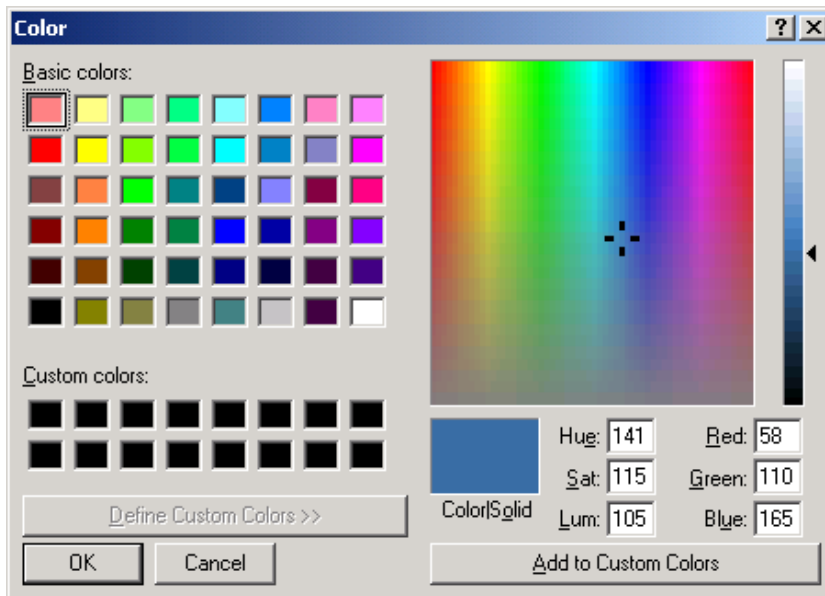 Color
Basic colors:
Custom colors:
Define Custom Colors >>
OK
Cancel
Color|Solid
Hue: 141
Sat: 115
Lum: 105
Red: 58
Green: 110
Blue: 165
Add to Custom Colors